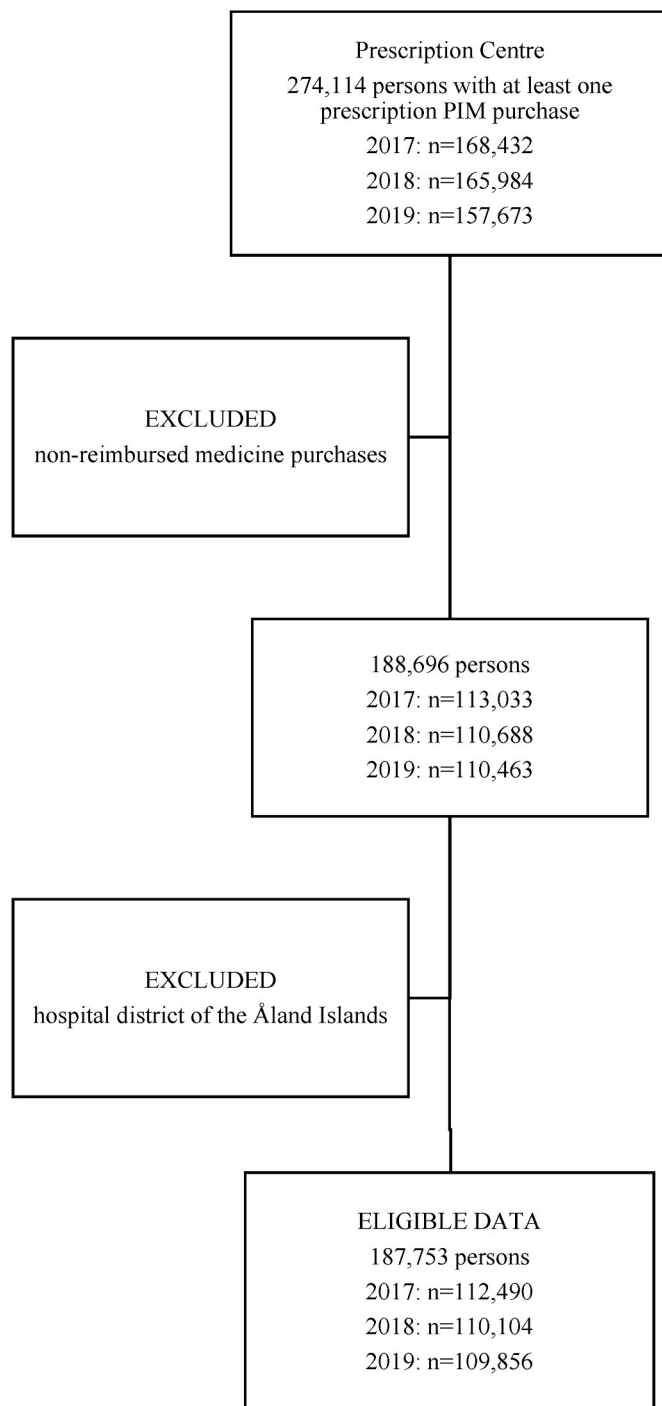 Prescription Centre
274,114 persons with at least one
prescription PIM purchase
2017: n=168,432
2018: n=165,984
2019: n=157,673
EXCLUDED
non-reimbursed medicine purchases
188,696 persons
2017: n=113,033
2018: n=110,688
2019: n=110,463
EXCLUDED
hospital district of the Åland Islands
ELIGIBLE DATA
187,753 persons
2017: n=112,490
2018: n=110,104
2019: n=109,856